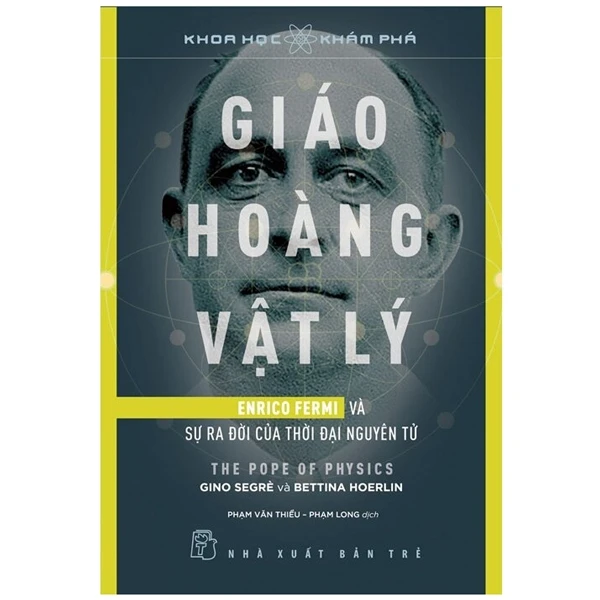 KHOA HỌC KHÁM PHÁ
GIÁO
HOÀNG
VẬT LÝ
ENRICO FERMI VÀ
SỰ RA ĐỜI CỦA THỜI ĐẠI NGUYÊN TỬ
THE POPE OF PHYSICS
GINO SEGRÈ và BETTINA HOERLIN
PHẠM VĂN THIỀU – PHẠM LONG dịch
NHÀ XUẤT BẢN TRẺ